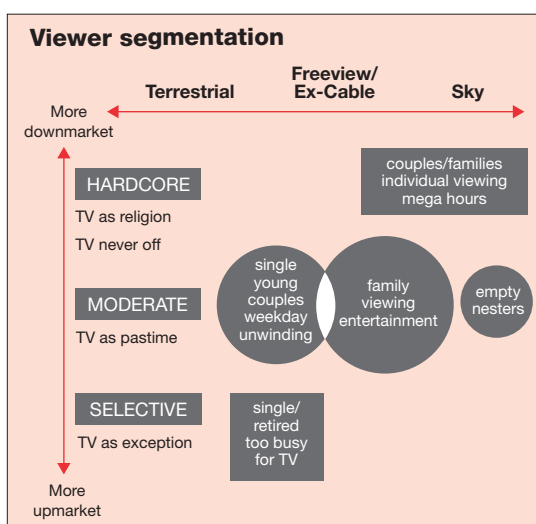 Viewer segmentation
Terrestrial
Freeview/
Ex-Cable
Sky
More
downmarket
HARDCORE
TV as religion
TV never off
couples/families
individual viewing
mega hours
MODERATE
TV as pastime
single
young
couples
weekday
unwinding
family
viewing
entertainment
empty
nesters
SELECTIVE
TV as exception
single/
retired
too busy
for TV
More
upmarket